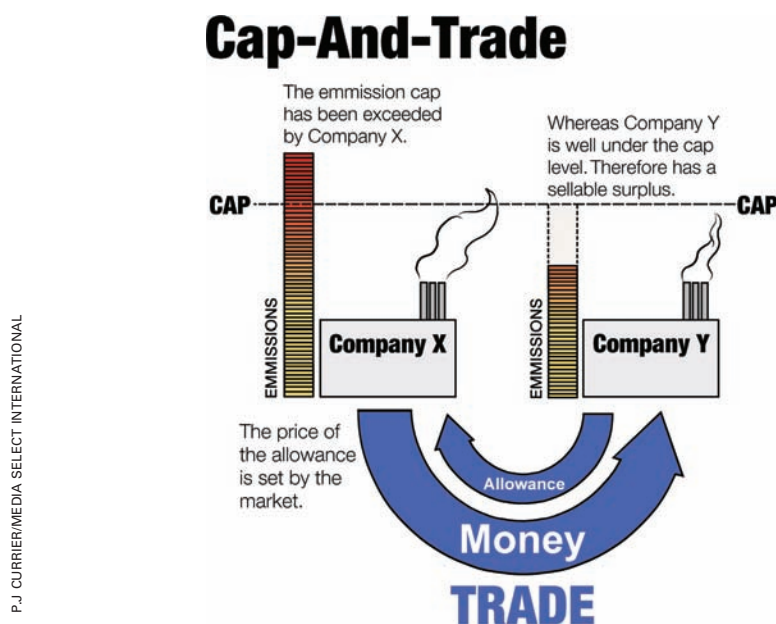 Cap-And-Trade
The emmission cap
has been exceeded
by Company X.
Whereas Company Y
is well under the cap
level. Therefore has a
sellable surplus.
CAP
CAP
EMMISSIONS
Company X
EMMISSIONS
Company Y
The price of
the allowance
is set by the
market.
Allowance
Money
TRADE
P.J CURRIER/MEDIA SELECT INTERNATIONAL